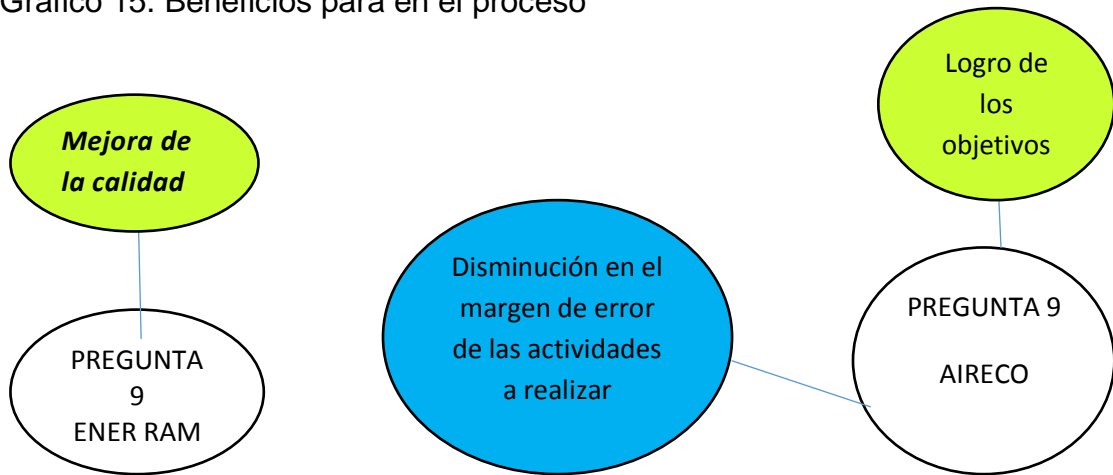 Gráfico 15. Beneficios para en el proceso
Mejora de
la calidad
PREGUNTA
9
ENER RAM
Disminución en el
margen de error
de las actividades
a realizar
Logro de
los
objetivos
PREGUNTA 9
AIRECO